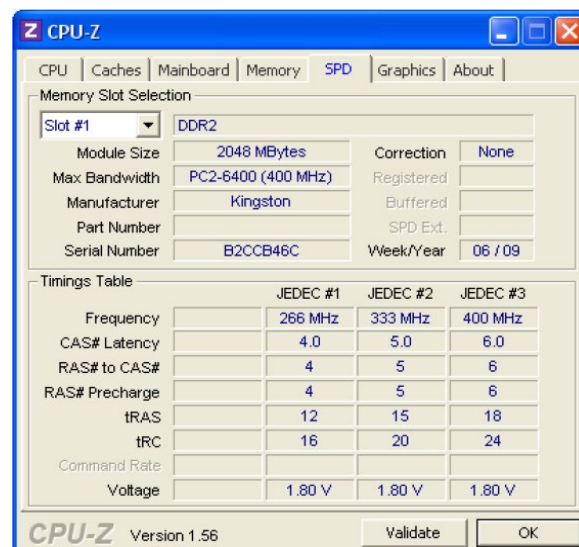 Z CPU-Z
CPU Caches Mainboard Memory SPD Graphics About
Memory Slot Selection
Slot #1 DDR2
Module Size 2048 MBytes Correction None
Max Bandwidth PC2-6400 (400 MHz) Registered
Manufacturer Kingston Buffered
Part Number SPD Ext.
Serial Number B2CCB46C Week/Year 06 / 09
Timings Table
JEDEC #1 JEDEC #2 JEDEC #3
Frequency 266 MHz 333 MHz 400 MHz
CAS# Latency 4.0 5.0 6.0
RAS# to CAS# 4 5 6
RAS# Precharge 4 5 6
tRAS 12 15 18
tRC 16 20 24
Command Rate
Voltage 1.80 V 1.80 V 1.80 V
CPU-Z Version 1.56 Validate OK